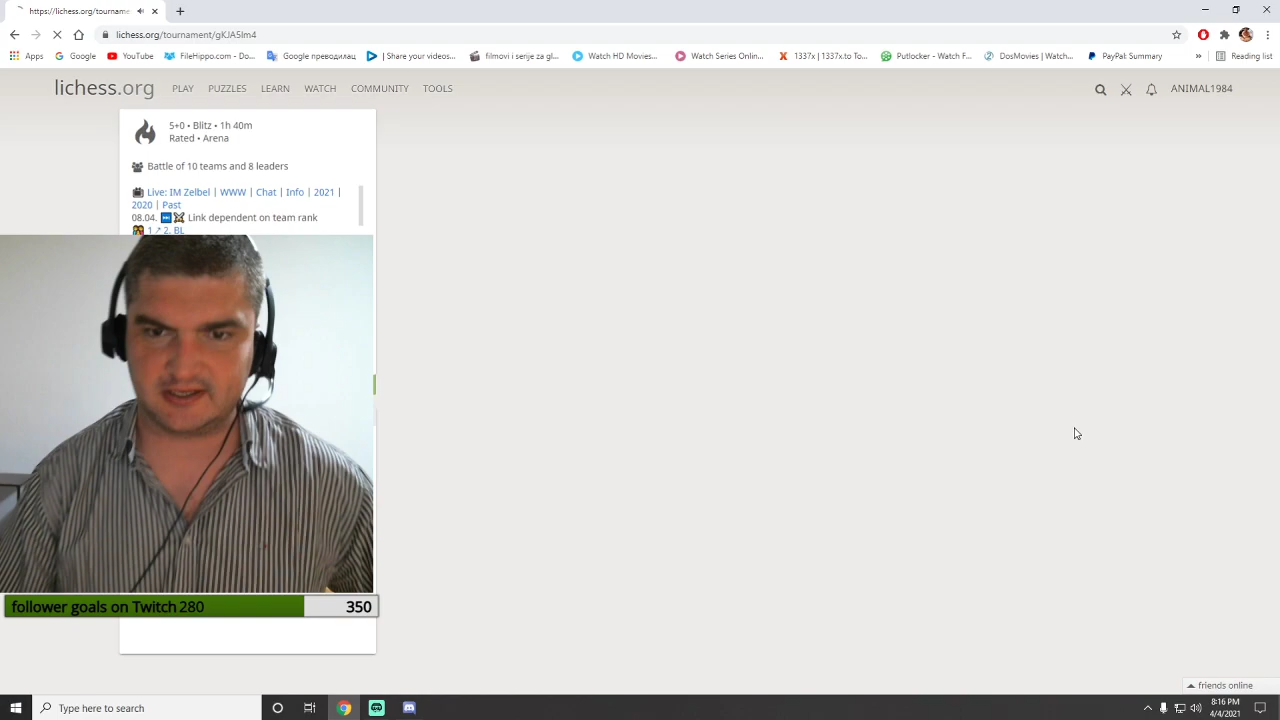 https://lichess.org/tourname
lichess.org/tournament/gKJA5Im4
Apps Google YouTube FileHippo.com - Do... Google преводилац | Share your videos... filmovi i serije za gl... Watch HD Movies... Watch Series Onlin... 1337x 1337x.to To... Putlocker - Watch F... DosMovies | Watch... PayPak Summary » Reading list
lichess.org PLAY PUZZLES LEARN WATCH COMMUNITY TOOLS ANIMAL1984
5+0 • Blitz • 1h 40m
Rated • Arena
Battle of 10 teams and 8 leaders
Live: IM Zelbel | WWW | Chat | Info | 2021 |
2020 | Past
08.04. Link dependent on team rank
1 ↗ 2. BL
follower goals on Twitch 280 350
friends online
Type here to search
8:16 PM
4/4/2021